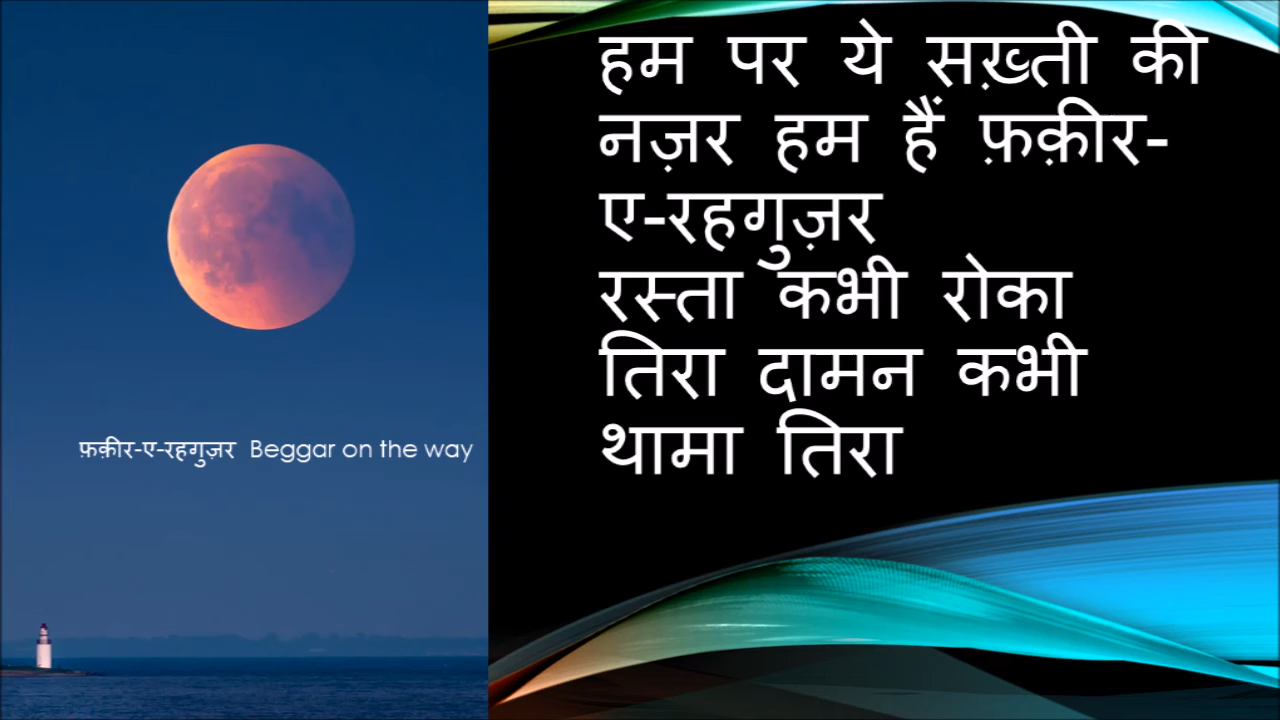 हम पर ये सख़्ती की
नज़र हम हैं फ़क़ीर-
ए-रहगुज़र
रस्ता कभी रोका
तिरा दामन कभी
थामा तिरा
फ़क़ीर-ए-रहगुज़र Beggar on the way